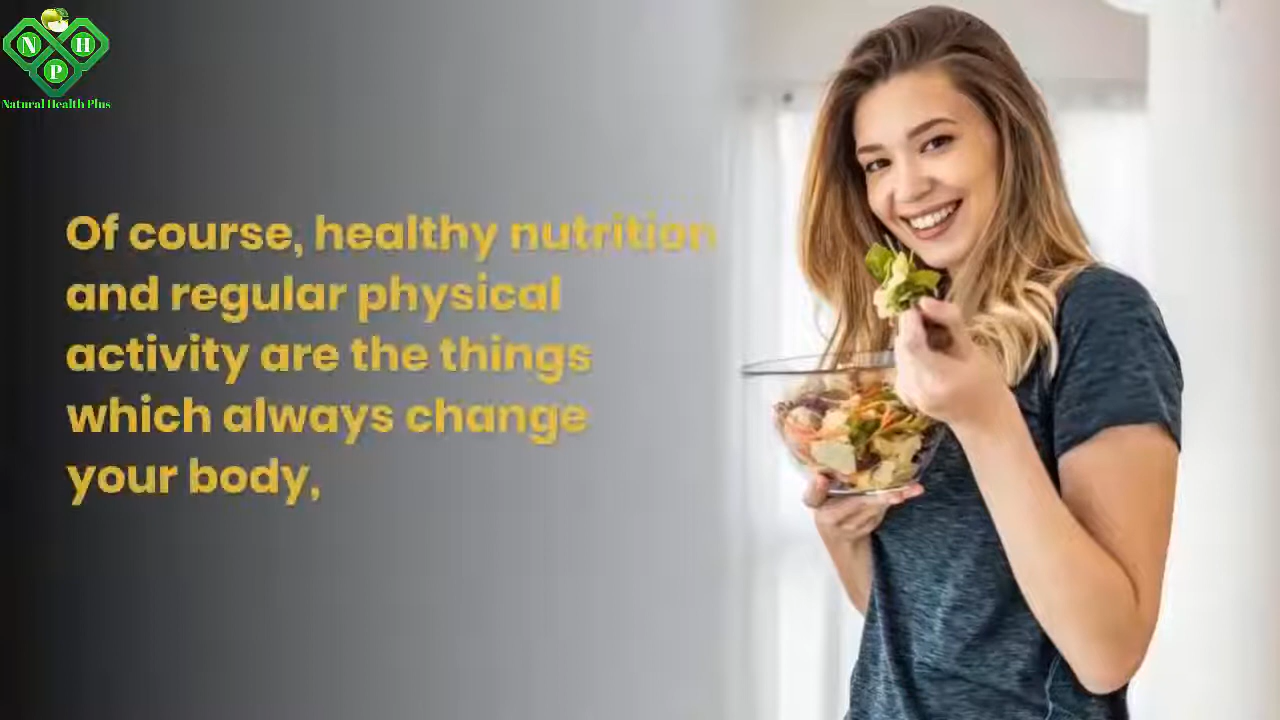 N H
P
Natural Health Plus
Of course, healthy nutrition
and regular physical
activity are the things
which always change
your body,